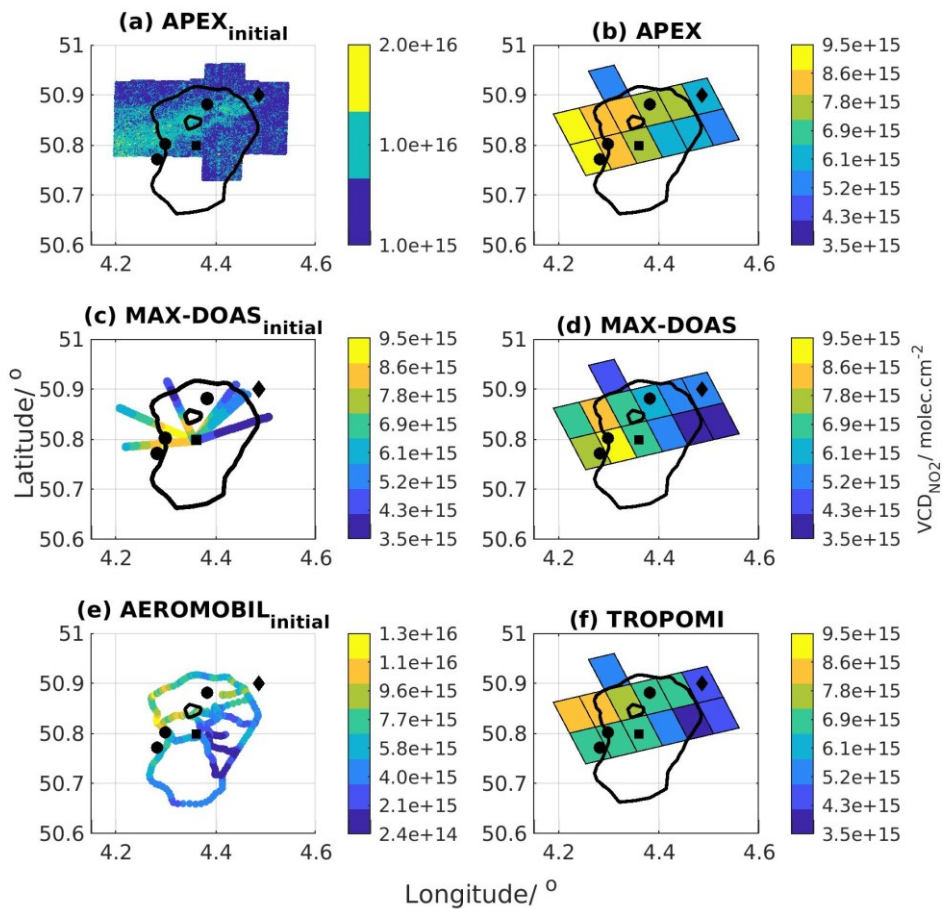 (a) APEX_initial
51
50.9
50.8
50.7
50.6
4.2 4.4 4.6
2.0e+16
1.0e+16
1.0e+15
(b) APEX
51
50.9
50.8
50.7
50.6
4.2 4.4 4.6
9.5e+15
8.6e+15
7.8e+15
6.9e+15
6.1e+15
5.2e+15
4.3e+15
3.5e+15
(c) MAX-DOAS_initial
51
50.9
50.8
50.7
50.6
4.2 4.4 4.6
9.5e+15
8.6e+15
7.8e+15
6.9e+15
6.1e+15
5.2e+15
4.3e+15
3.5e+15
(d) MAX-DOAS
51
50.9
50.8
50.7
50.6
4.2 4.4 4.6
9.5e+15
8.6e+15
7.8e+15
6.9e+15
6.1e+15
5.2e+15
4.3e+15
3.5e+15
Latitude/ °
VCD_NO2/ molec.cm⁻²
(e) AEROMOBIL_initial
51
50.9
50.8
50.7
50.6
4.2 4.4 4.6
1.3e+16
1.1e+16
9.6e+15
7.7e+15
5.8e+15
4.0e+15
2.1e+15
2.4e+14
(f) TROPOMI
51
50.9
50.8
50.7
50.6
4.2 4.4 4.6
9.5e+15
8.6e+15
7.8e+15
6.9e+15
6.1e+15
5.2e+15
4.3e+15
3.5e+15
Longitude/ °